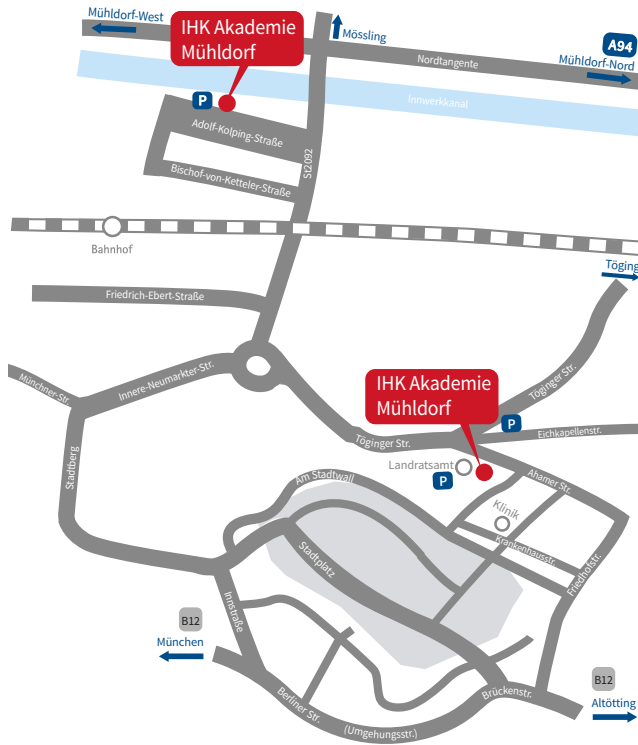 Mühldorf-West
IHK Akademie
Mühldorf
Mössling
A94
Nordtangente
Mühldorf-Nord
P
Innwerkkanal
Adolf-Kolping-Straße
St2092
Bischof-von-Ketteler-Straße
Bahnhof
Töging
Friedrich-Ebert-Straße
Münchner-Str.
Innere-Neumarkter-Str.
IHK Akademie
Mühldorf
Töginger Str.
P
Eichkapellenstr.
Töginger Str.
Landratsamt
P
Ahamer Str.
Stadtberg
Am Stadtwall
Klinik
Krankenhausstr.
Stadtplatz
Friedhofstr.
Innstraße
B12
München
B12
Altötting
Berliner Str.
(Umgehungsstr.)
Brückenstr.